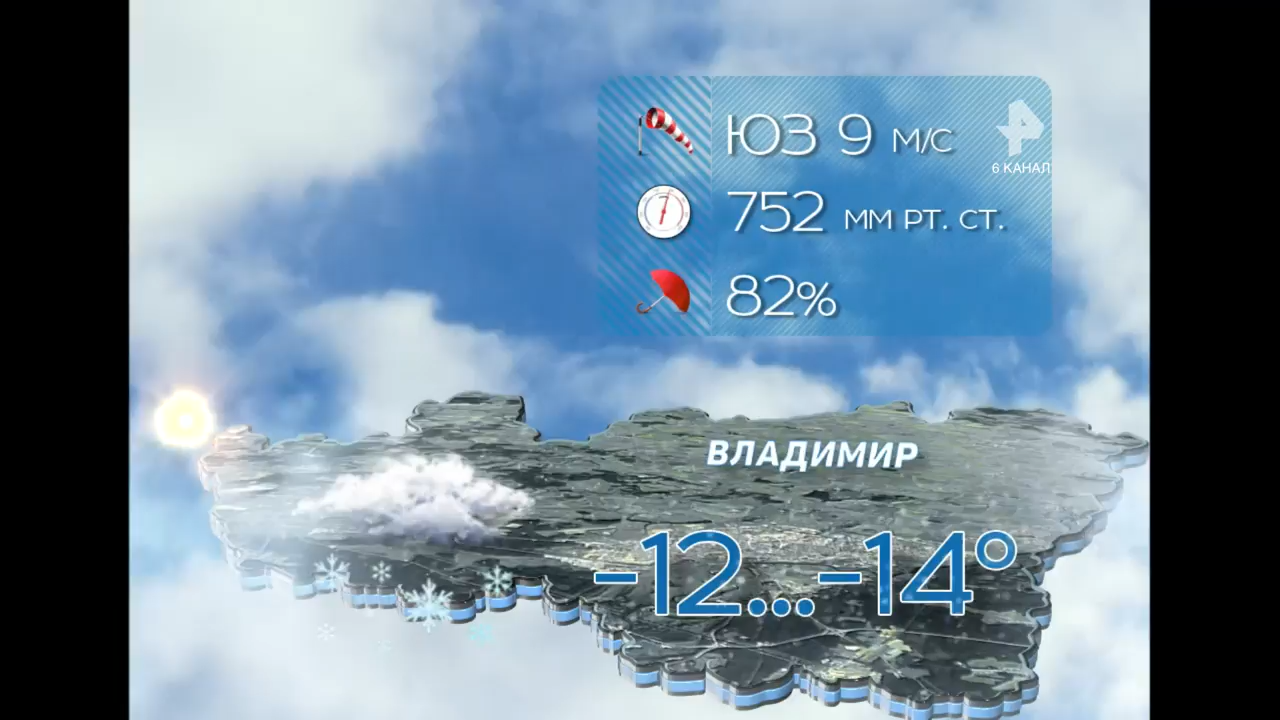 ЮЗ 9 М/С
6 КАНАЛ
752 ММ РТ. СТ.
82%
ВЛАДИМИР
-12...-14°